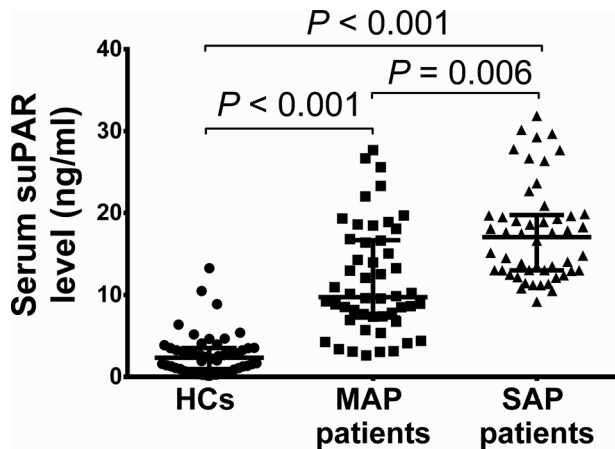 P < 0.001
P = 0.006
P < 0.001
Serum suPAR
level (ng/ml)
40
30
20
10
0
HCs
MAP
patients
SAP
patients